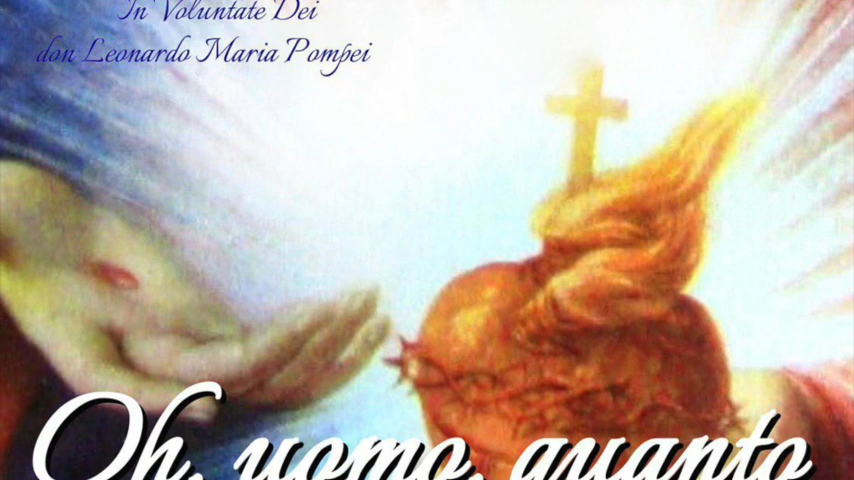 In Voluntate Dei
don Leonardo Maria Pompei
Oh, uomo, quanto